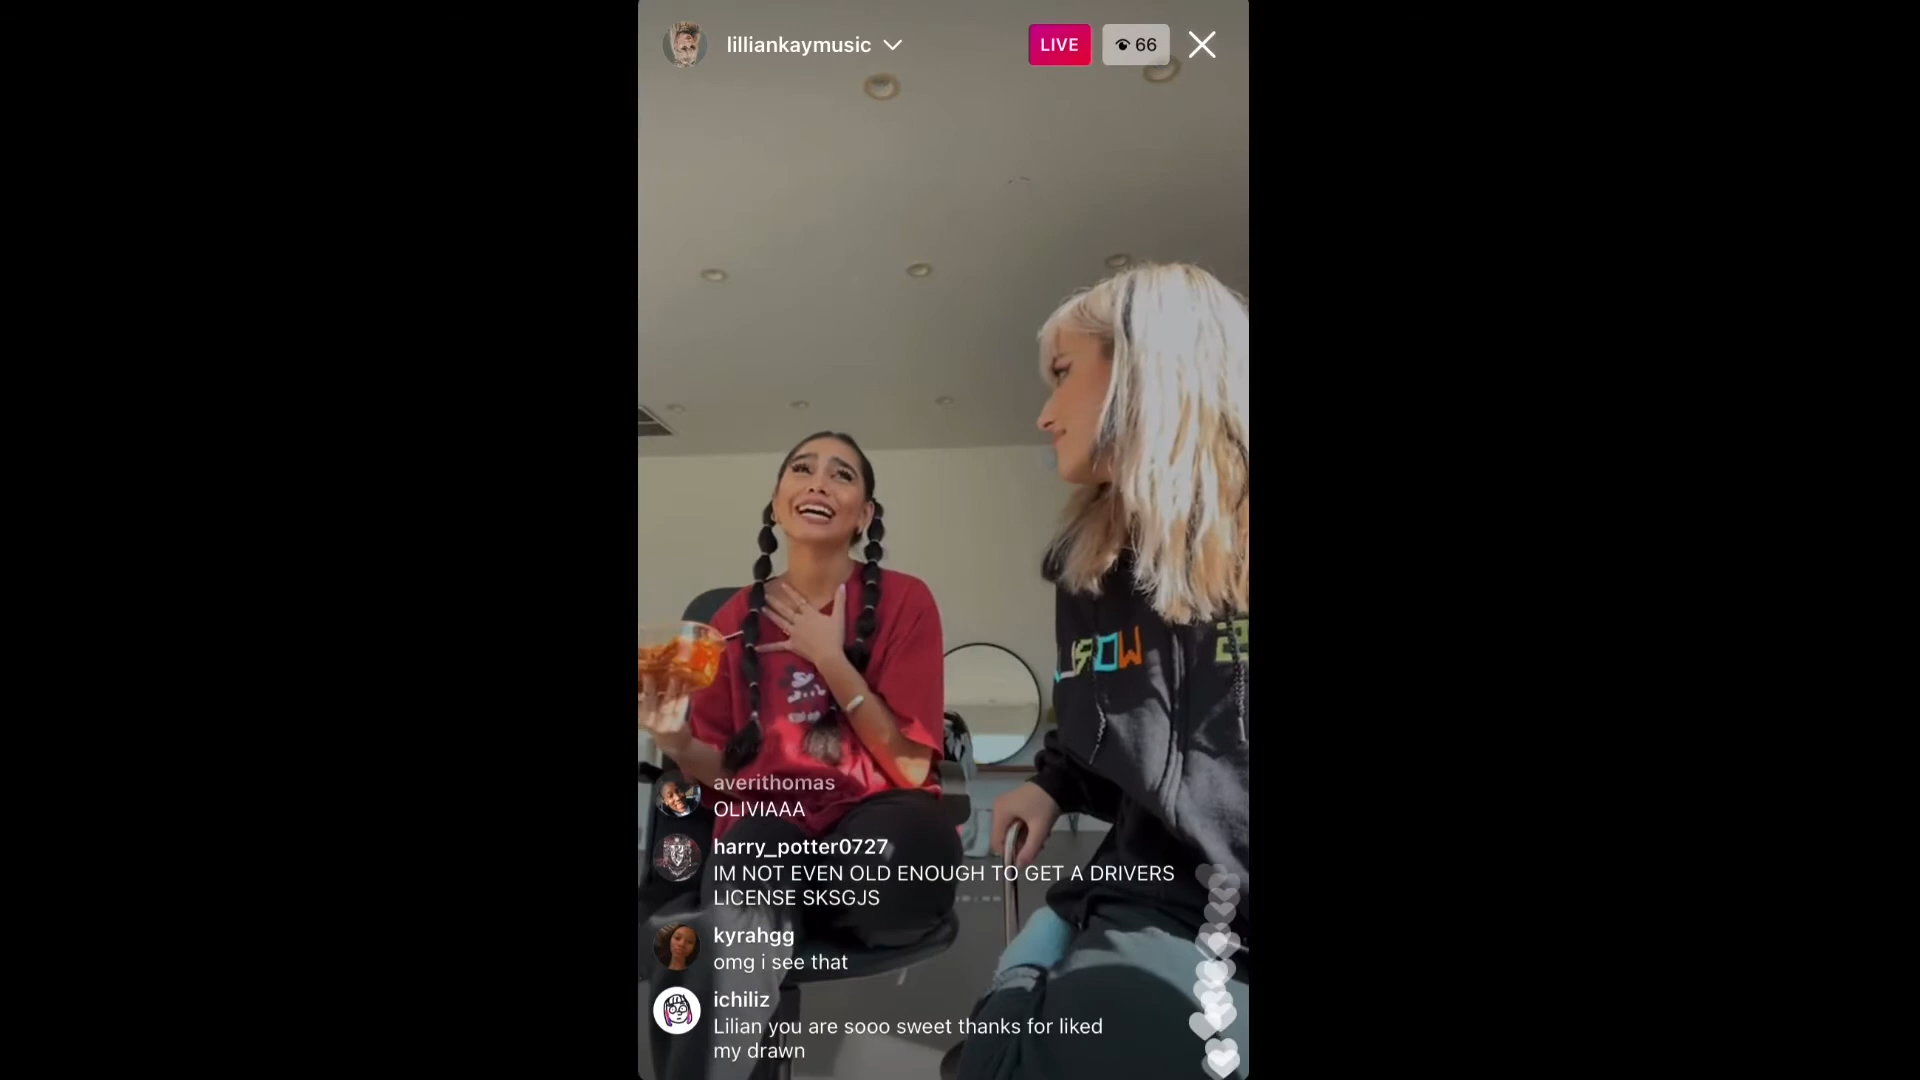 lilliankaymusic
LIVE
66
averithomas
OLIVIAAA
harry_potter0727
IM NOT EVEN OLD ENOUGH TO GET A DRIVERS
LICENSE SKSGJS
kyrahgg
omg i see that
ichiliz
Lilian you are sooo sweet thanks for liked
my drawn